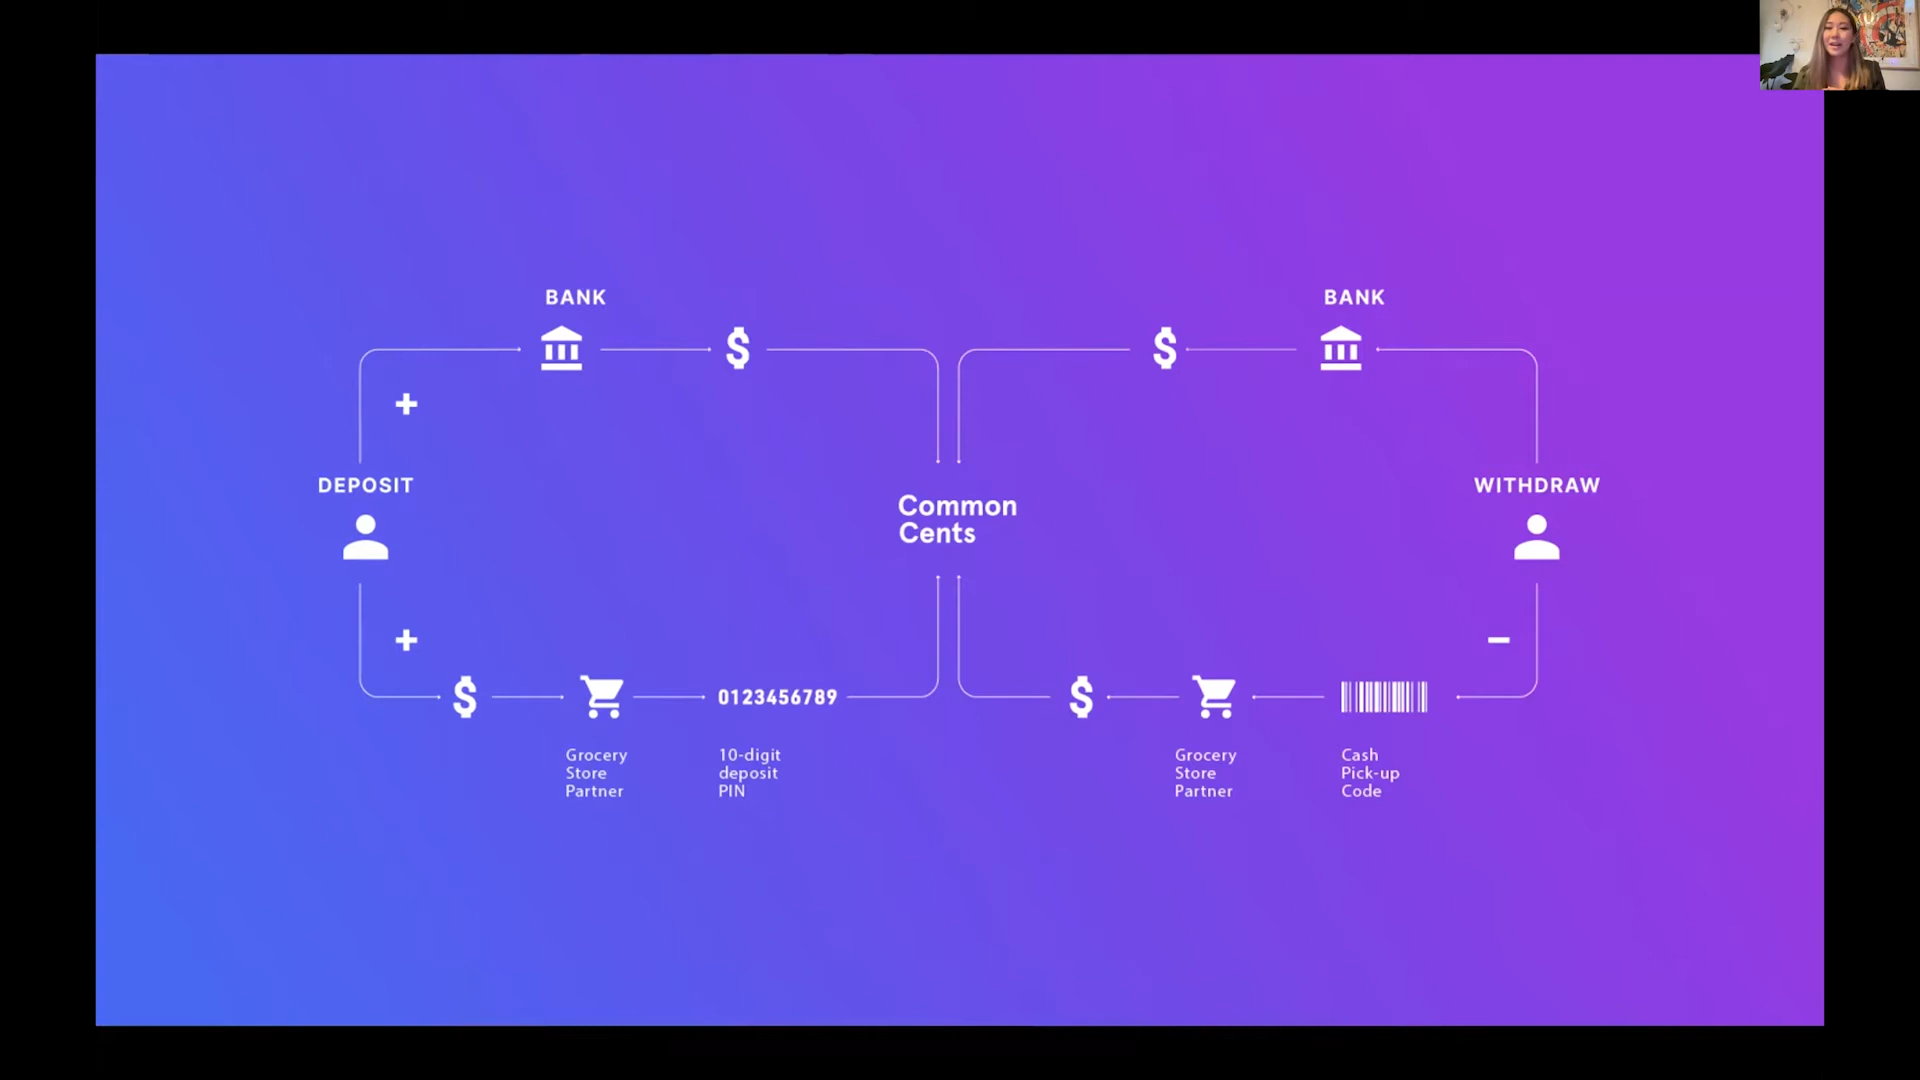 BANK
BANK
$
$
+
DEPOSIT
WITHDRAW
Common
Cents
+
−
$
0123456789
$
Grocery
Store
Partner
10-digit
deposit
PIN
Grocery
Store
Partner
Cash
Pick-up
Code